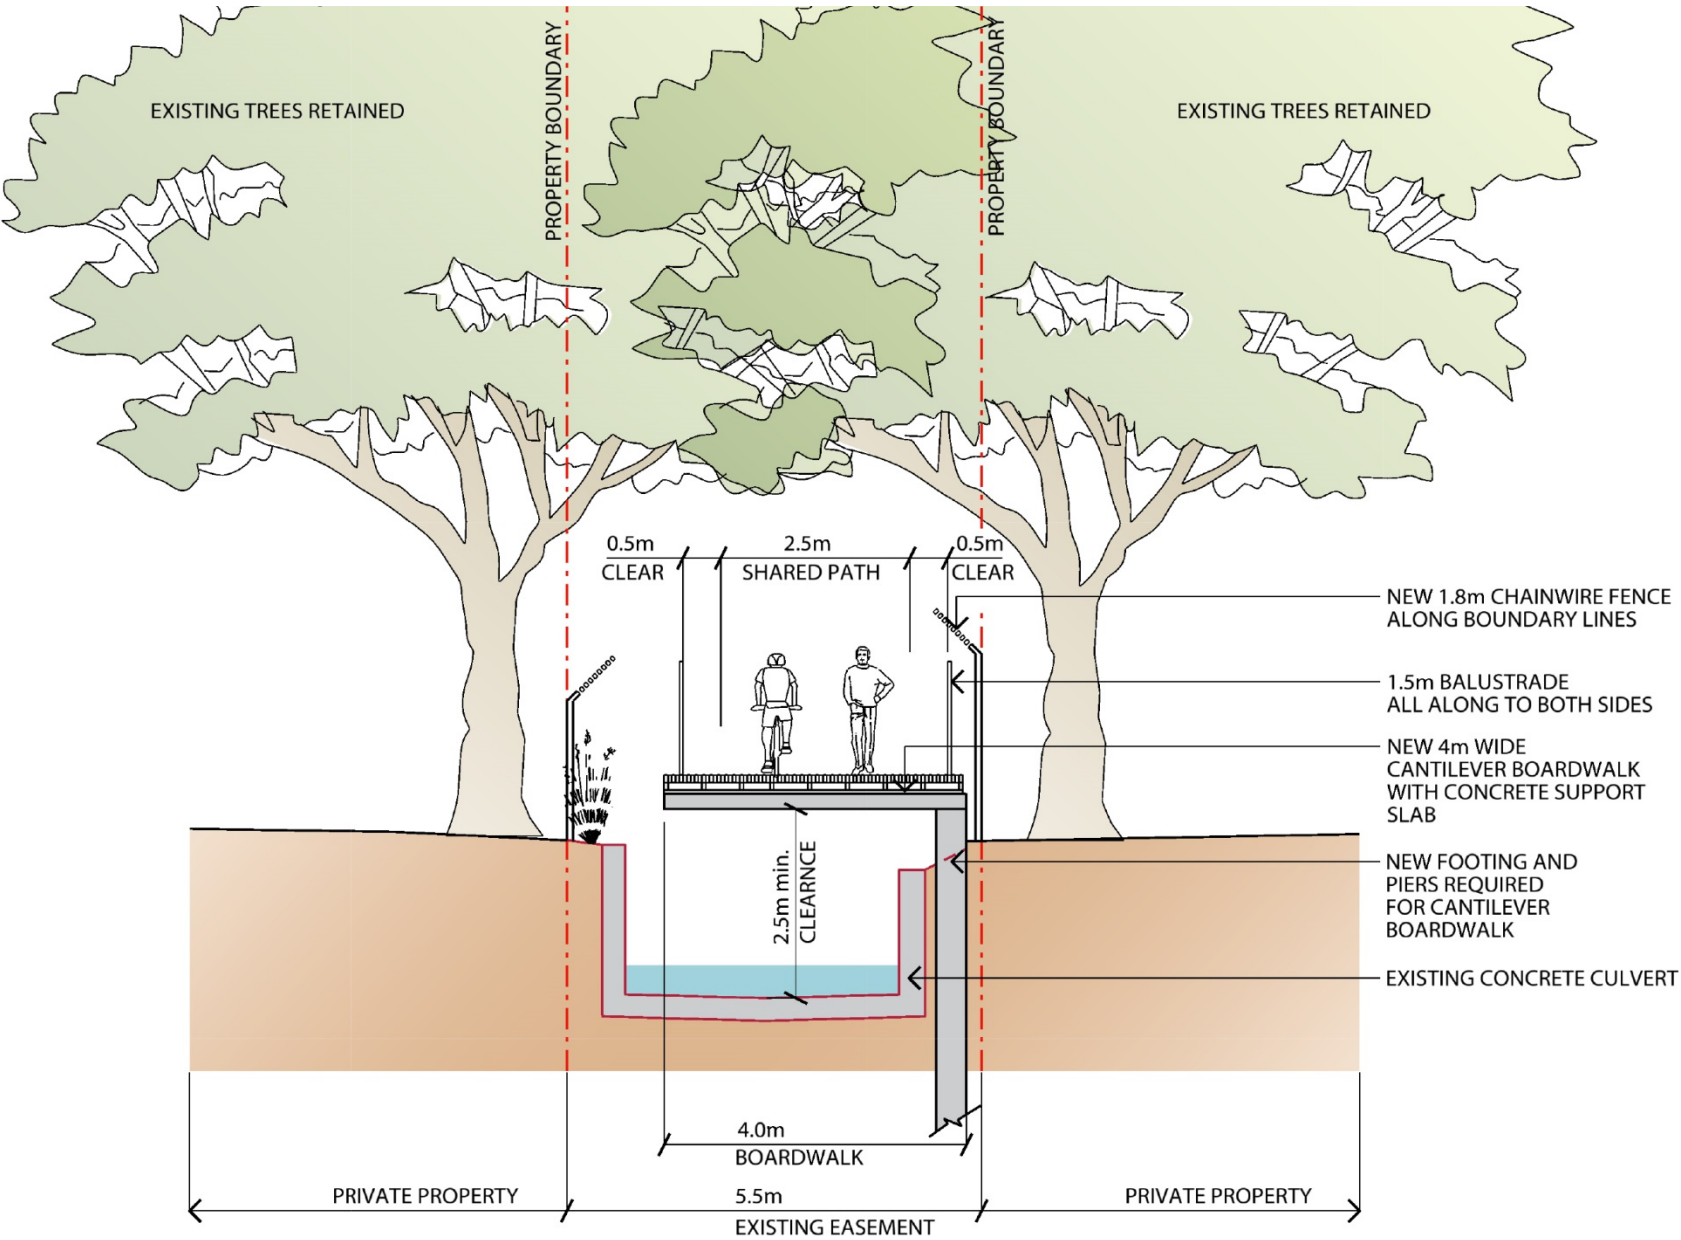 PROPERTY BOUNDARY
PROPERTY BOUNDARY
EXISTING TREES RETAINED
EXISTING TREES RETAINED
0.5m
2.5m
0.5m
CLEAR
SHARED PATH
CLEAR
NEW 1.8m CHAINWIRE FENCE
ALONG BOUNDARY LINES
1.5m BALUSTRADE
ALL ALONG TO BOTH SIDES
NEW 4m WIDE
CANTILEVER BOARDWALK
WITH CONCRETE SUPPORT
SLAB
2.5m min.
CLEARNCE
NEW FOOTING AND
PIERS REQUIRED
FOR CANTILEVER
BOARDWALK
EXISTING CONCRETE CULVERT
4.0m
BOARDWALK
PRIVATE PROPERTY
5.5m
PRIVATE PROPERTY
EXISTING EASEMENT